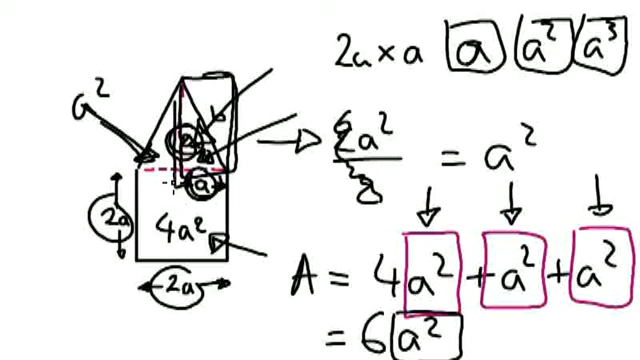 2a × a a a² a³
a²
2a² = a²
2a
4a²
a
2a
A = 4a² + a² + a²
= 6a²